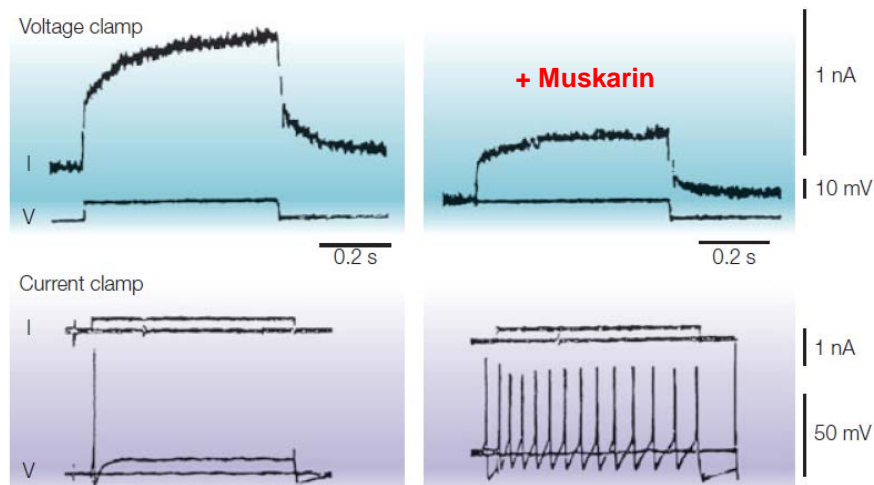 Voltage clamp
+ Muskarin
1 nA
I
10 mV
V
0.2 s
0.2 s
Current clamp
I
1 nA
50 mV
V